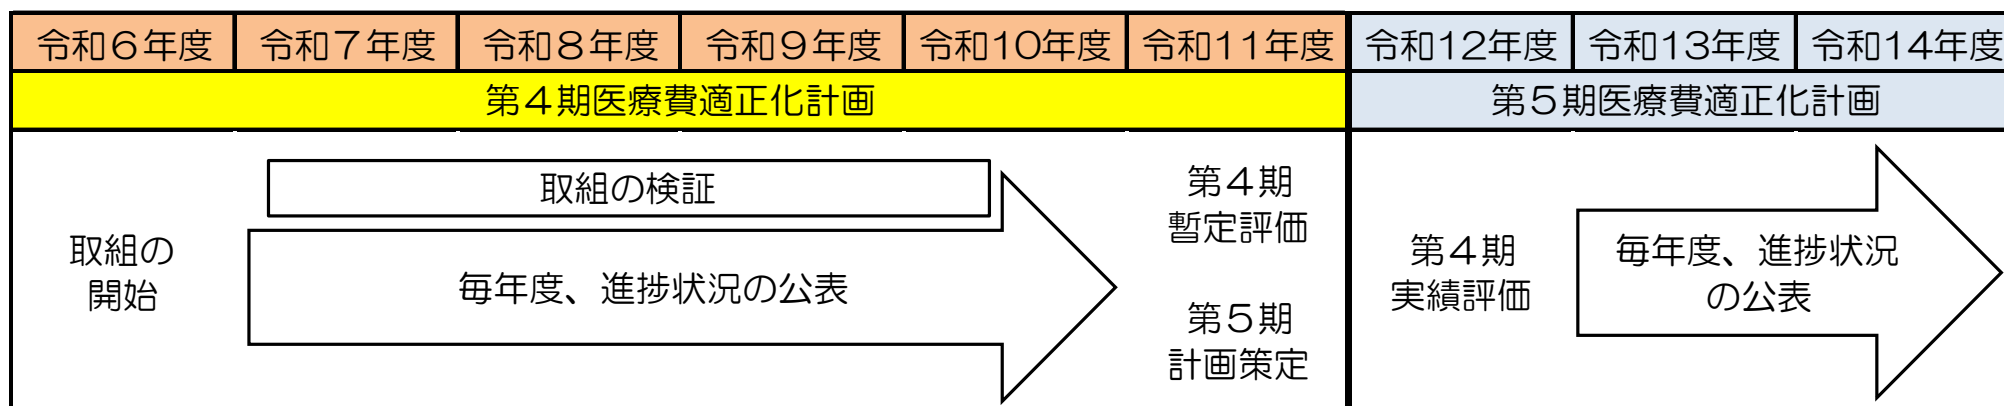 令和６年度 令和７年度 令和８年度 令和９年度 令和10年度 令和11年度 令和12年度 令和13年度 令和14年度
第４期医療費適正化計画 第５期医療費適正化計画
取組の
開始
取組の検証
毎年度、進捗状況の公表
第４期
暫定評価
第５期
計画策定
第４期
実績評価
毎年度、進捗状況
の公表